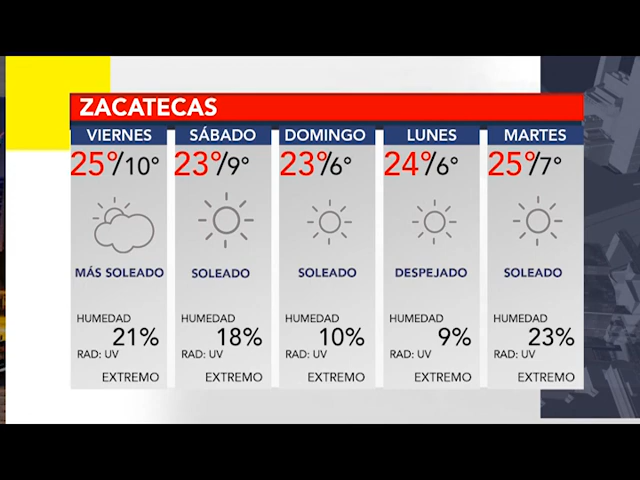 ZACATECAS
VIERNES
25°/10°
MÁS SOLEADO
HUMEDAD
21%
RAD: UV
EXTREMO
SÁBADO
23°/9°
SOLEADO
HUMEDAD
18%
RAD: UV
EXTREMO
DOMINGO
23°/6°
SOLEADO
HUMEDAD
10%
RAD: UV
EXTREMO
LUNES
24°/6°
DESPEJADO
HUMEDAD
9%
RAD: UV
EXTREMO
MARTES
25°/7°
SOLEADO
HUMEDAD
23%
RAD: UV
EXTREMO